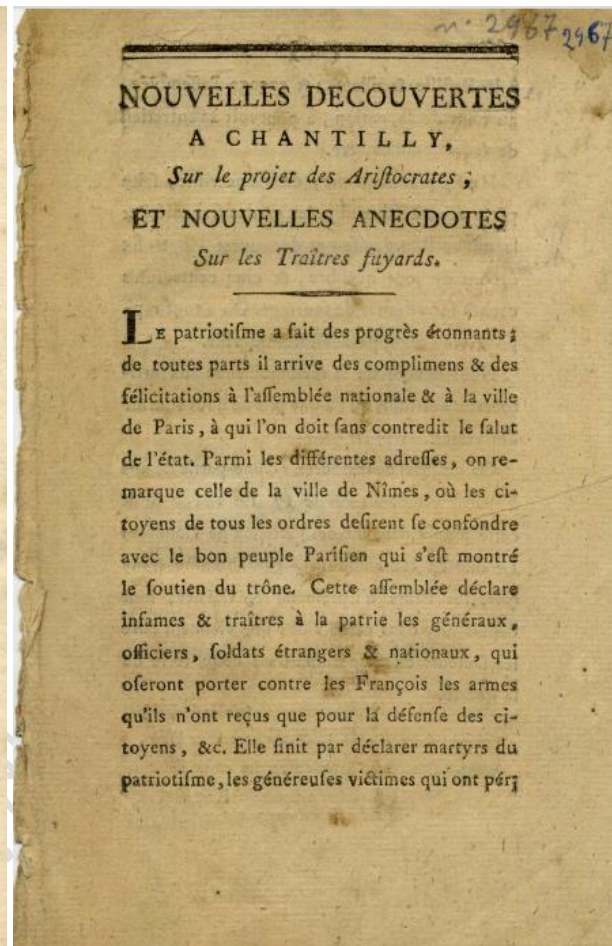 nº 2967 2967
NOUVELLES DECOUVERTES
A CHANTILLY,
Sur le projet des Ariſtocrates ;
ET NOUVELLES ANECDOTES
Sur les Traîtres fuyards.
LE patriotiſme a fait des progrès étonnants ;
de toutes parts il arrive des complimens & des
félicitations à l'aſſemblée nationale & à la ville
de Paris, à qui l'on doit ſans contredit le ſalut
de l'état. Parmi les différentes adreſſes, on re-
marque celle de la ville de Nîmes, où les ci-
toyens de tous les ordres deſirent ſe confondre
avec le bon peuple Pariſien qui s'eſt montré
le ſoutien du trône. Cette aſſemblée déclare
infames & traîtres à la patrie les généraux,
officiers, ſoldats étrangers & nationaux, qui
oſeront porter contre les François les armes
qu'ils n'ont reçus que pour la défenſe des ci-
toyens, &c. Elle finit par déclarer martyrs du
patriotiſme, les généreuſes victimes qui ont péri